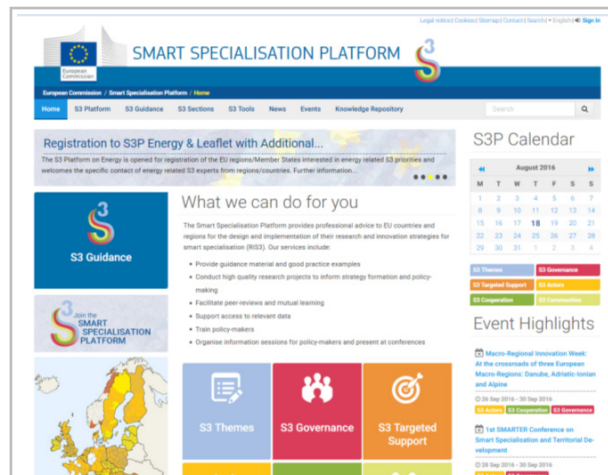 Legal notice | Cookies | Sitemap | Contact | Search | English | Sign in
European
Commission
SMART SPECIALISATION PLATFORM S3
European Commission / Smart Specialisation Platform / Home
Home S3 Platform S3 Guidance S3 Sections S3 Tools News Events Knowledge Repository Search
Registration to S3P Energy & Leaflet with Additional...
The S3 Platform on Energy is opened for registration of the EU regions/Member States interested in energy related S3 priorities and
welcomes the specific contact of energy related S3 experts from regions/countries. Further information...
S3
S3 Guidance
Join the
S3
SMART
SPECIALISATION
PLATFORM
What we can do for you
The Smart Specialisation Platform provides professional advice to EU countries and
regions for the design and implementation of their research and innovation strategies for
smart specialisation (RIS3). Our services include:
Provide guidance material and good practice examples
Conduct high quality research projects to inform strategy formation and policy-
making
Facilitate peer-reviews and mutual learning
Support access to relevant data
Train policy-makers
Organise information sessions for policy-makers and present at conferences
S3 Themes
S3 Governance
S3 Targeted
Support
S3P Calendar
August 2016
M T W T F S S
1 2 3 4 5 6 7
8 9 10 11 12 13 14
15 16 17 18 19 20 21
22 23 24 25 26 27 28
29 30 31 1 2 3 4
S3 Themes S3 Governance
S3 Targeted Support S3 Actors
S3 Cooperation S3 Communities
Event Highlights
Macro-Regional Innovation Week:
At the crossroads of three European
Macro-Regions: Danube, Adriatic-Ionian
and Alpine
26 Sep 2016 - 30 Sep 2016
S3 Actors S3 Cooperation S3 Governance
1st SMARTER Conference on
Smart Specialisation and Territorial De-
velopment
28 Sep 2016 - 30 Sep 2016